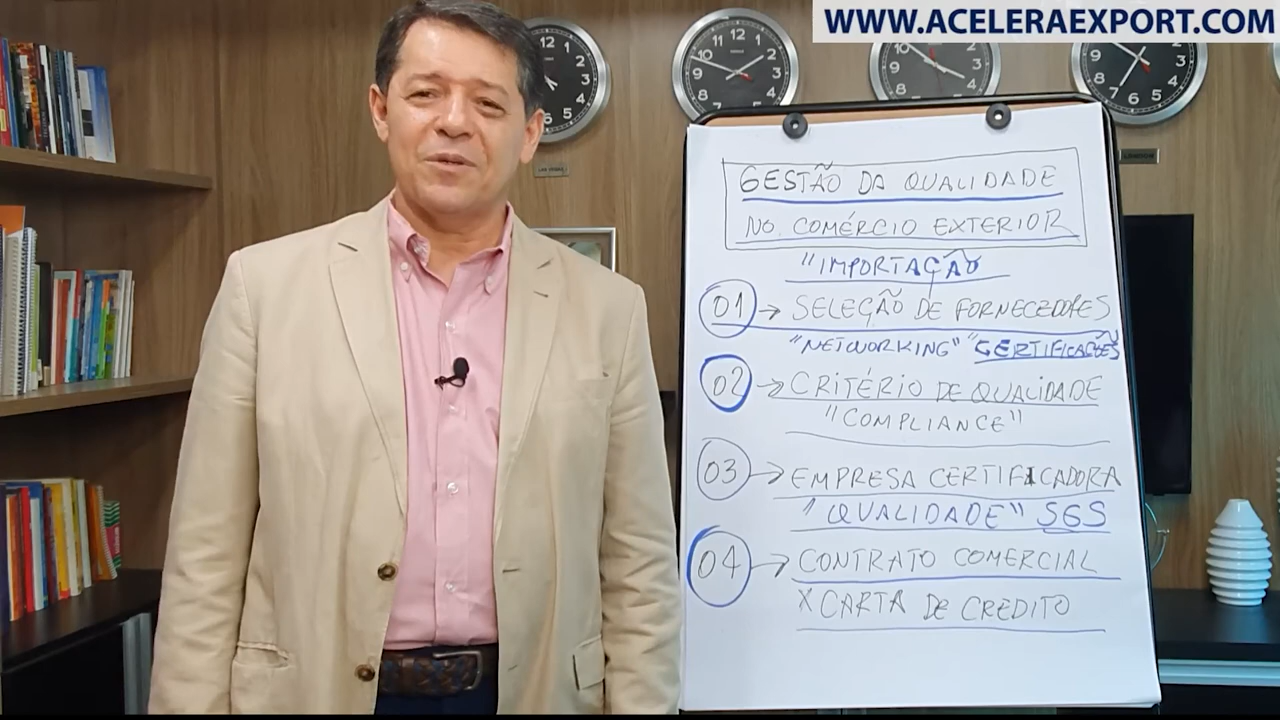 WWW.ACELERAEXPORT.COM
GESTÃO DA QUALIDADE
NO COMÉRCIO EXTERIOR
"IMPORTAÇÃO
01 → SELEÇÃO DE FORNECEDORES
"NETWORKING" "CERTIFICAÇÕES
02 → CRITÉRIO DE QUALIDADE
"COMPLIANCE"
03 → EMPRESA CERTIFICADORA
"QUALIDADE" SGS
04 → CONTRATO COMERCIAL
X CARTA DE CREDITO
LONDON